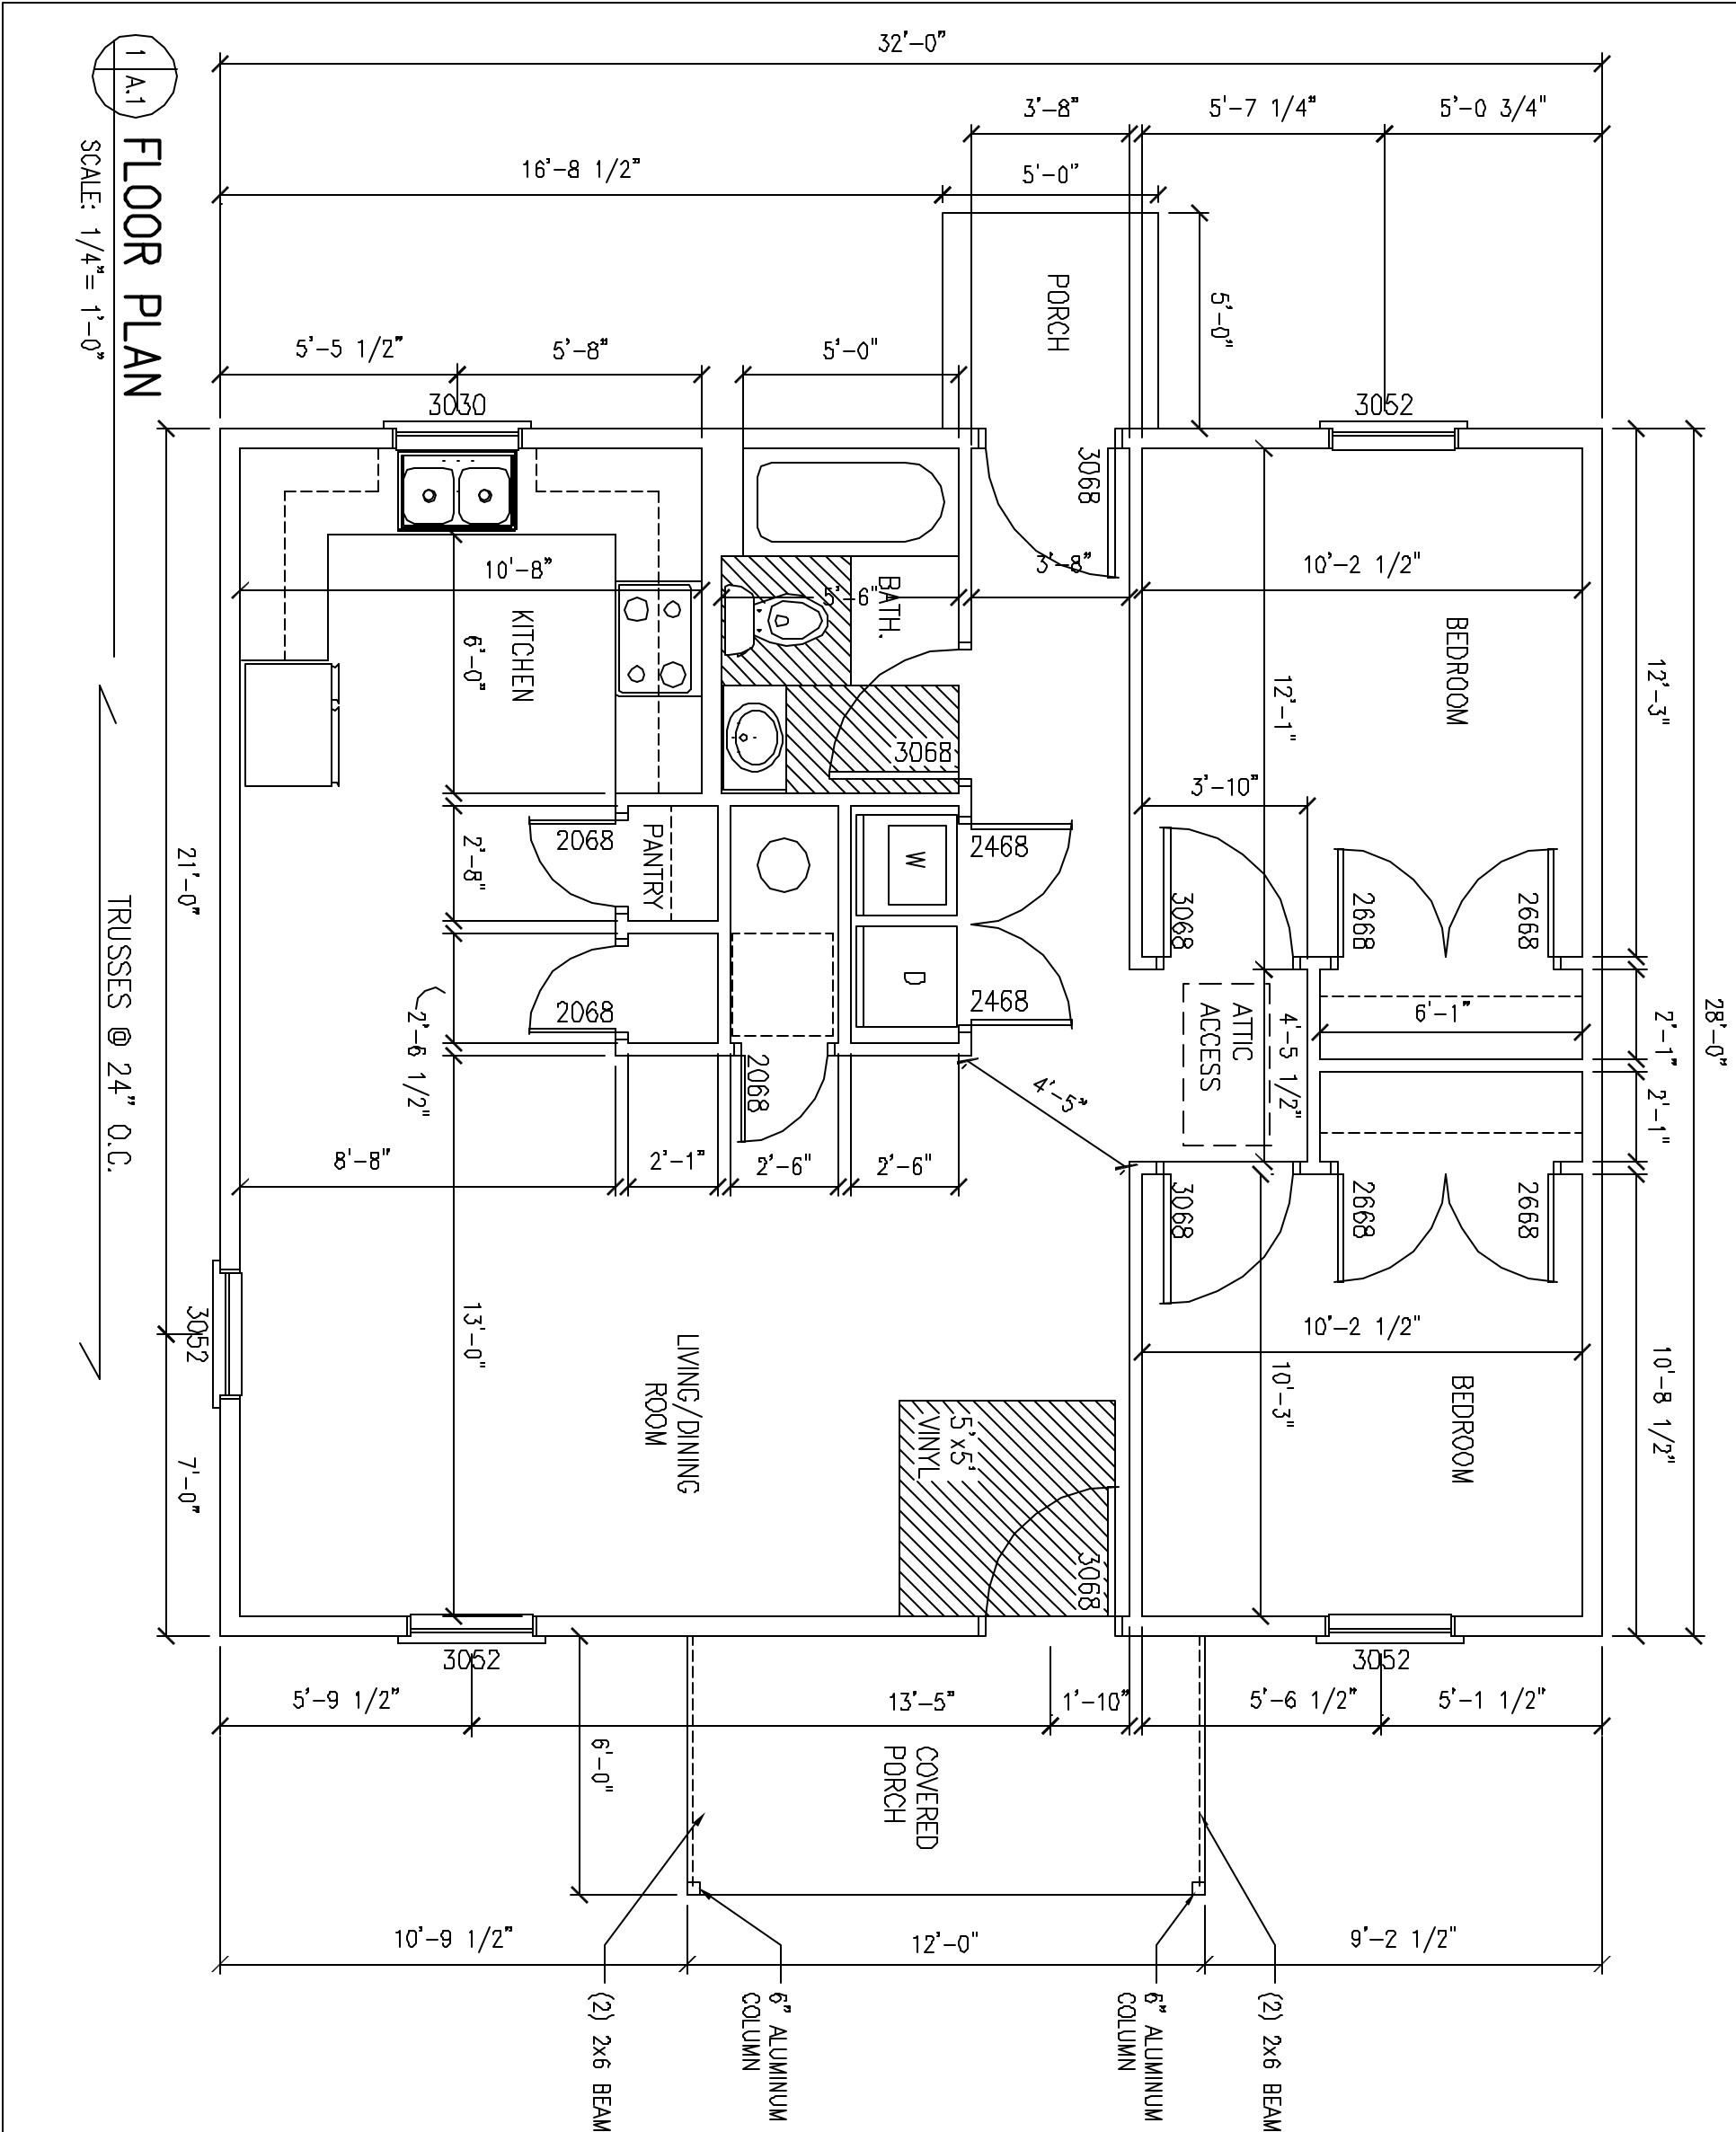 32'-0"
3'-8"
5'-7 1/4"
5'-0 3/4"
16'-8 1/2"
5'-0"
1
A.1
FLOOR PLAN
SCALE: 1/4"= 1'-0"
5'-0"
PORCH
5'-5 1/2"
5'-8"
5'-0"
3030
3052
28'-0"
3068
10'-8"
5'-6"
3'-8"
10'-2 1/2"
BATH.
KITCHEN
6'-0"
BEDROOM
12'-3"
12'-1"
3068
3'-10"
2068
PANTRY
2'-8"
W
2468
3068
2668
2668
21'-0"
TRUSSES @ 24" O.C.
2068
2'-6 1/2"
D
2468
ATTIC
ACCESS
4'-5 1/2"
6'-1"
2'-1"
2'-1"
2068
4'-5"
8'-8"
2'-1"
2'-6"
2'-6"
3068
2668
2668
3052
13'-0"
LIVING/DINING
ROOM
10'-2 1/2"
10'-3"
BEDROOM
10'-8 1/2"
5'x5'
VINYL
3068
7'-0"
3052
3052
5'-9 1/2"
13'-5"
1'-10"
5'-6 1/2"
5'-1 1/2"
6'-0"
COVERED
PORCH
10'-9 1/2"
12'-0"
9'-2 1/2"
(2) 2x6 BEAM
6" ALUMINUM
COLUMN
6" ALUMINUM
COLUMN
(2) 2x6 BEAM